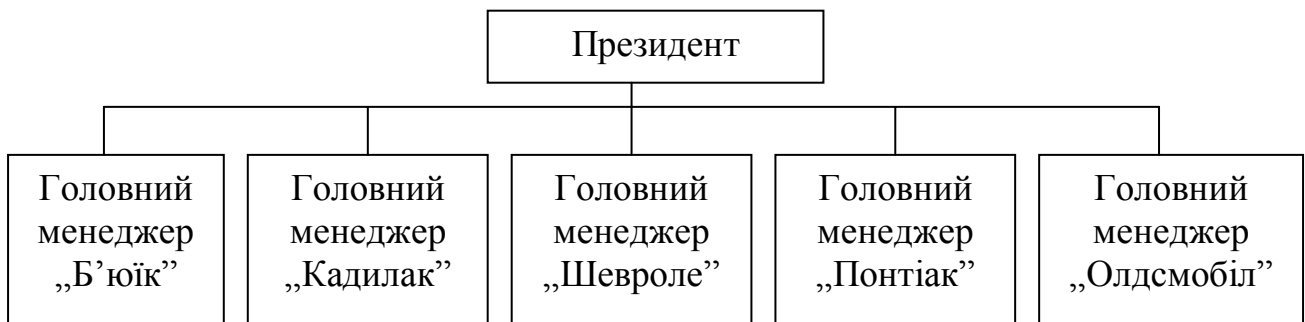 Президент
Головний
менеджер
„Б’юїк”
Головний
менеджер
„Кадилак”
Головний
менеджер
„Шевроле”
Головний
менеджер
„Понтіак”
Головний
менеджер
„Олдсмобіл”